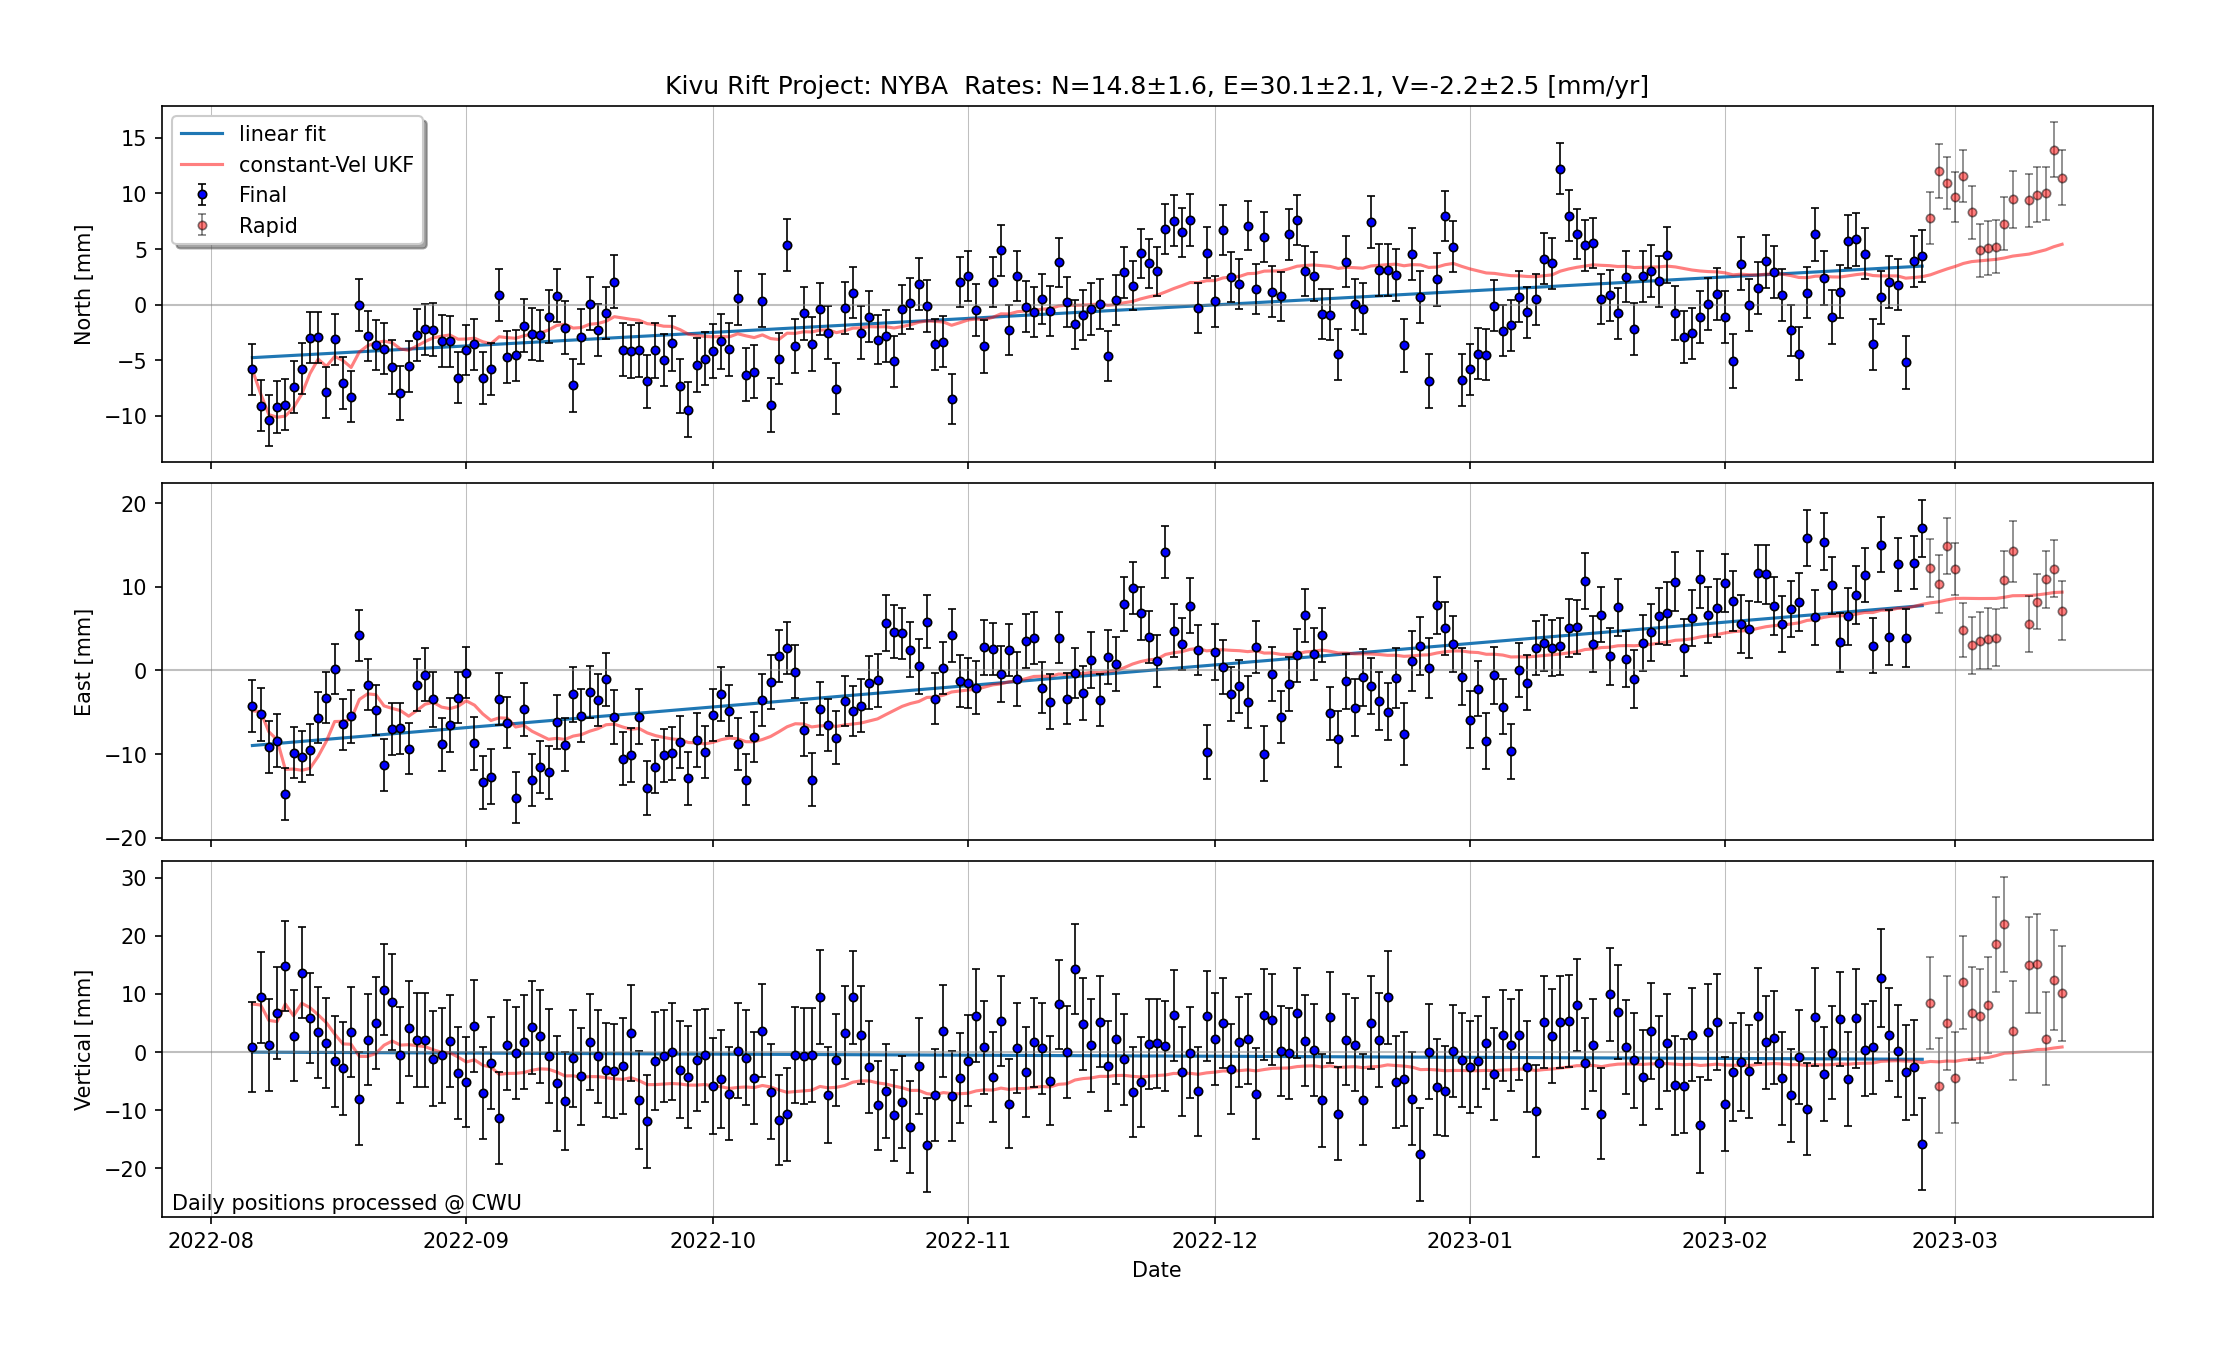 Kivu Rift Project: NYBA  Rates: N=14.8±1.6, E=30.1±2.1, V=-2.2±2.5 [mm/yr]
linear fit
constant-Vel UKF
Final
Rapid
North [mm]
15
10
5
0
−5
−10
East [mm]
20
10
0
−10
−20
Vertical [mm]
30
20
10
0
−10
−20
Daily positions processed @ CWU
2022-08 2022-09 2022-10 2022-11 2022-12 2023-01 2023-02 2023-03
Date